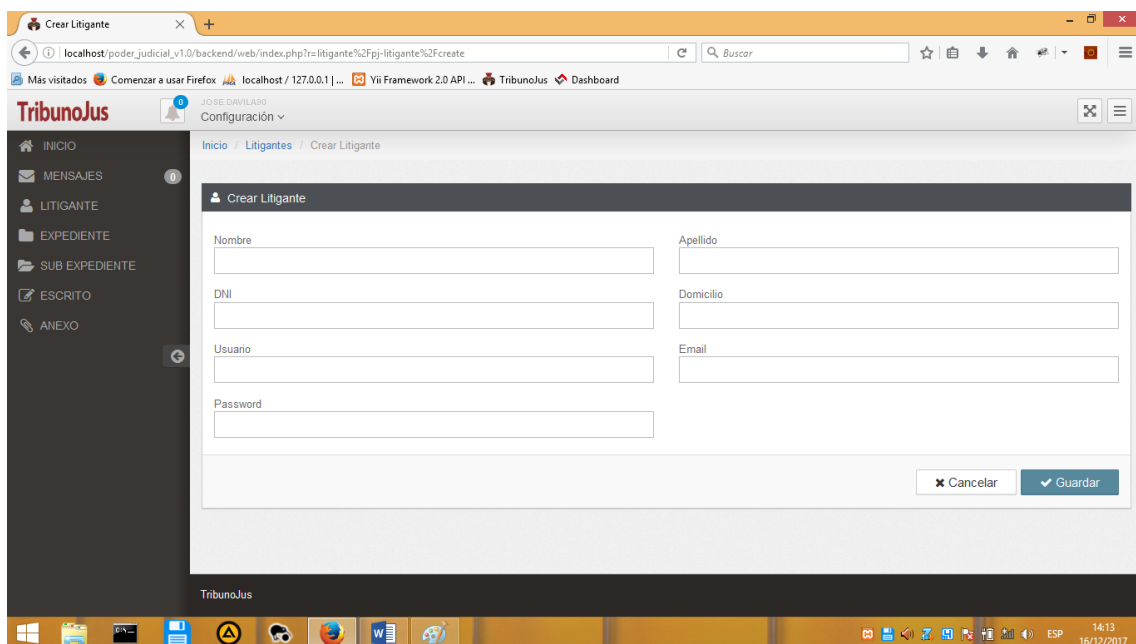 Crear Litigante
localhost/poder_judicial_v1.0/backend/web/index.php?r=litigante%2Fpj-litigante%2Fcreate
Buscar
Más visitados Comenzar a usar Firefox localhost / 127.0.0.1 | ... Yii Framework 2.0 API ... TribunoJus Dashboard
TribunoJus
0
JOSE.DAVILA90
Configuración
INICIO
MENSAJES 0
LITIGANTE
EXPEDIENTE
SUB EXPEDIENTE
ESCRITO
ANEXO
Inicio / Litigantes / Crear Litigante
Crear Litigante
Nombre
Apellido
DNI
Domicilio
Usuario
Email
Password
Cancelar
Guardar
TribunoJus
ESP
14:13
16/12/2017